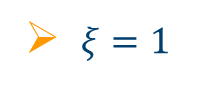 ➢ ξ = 1